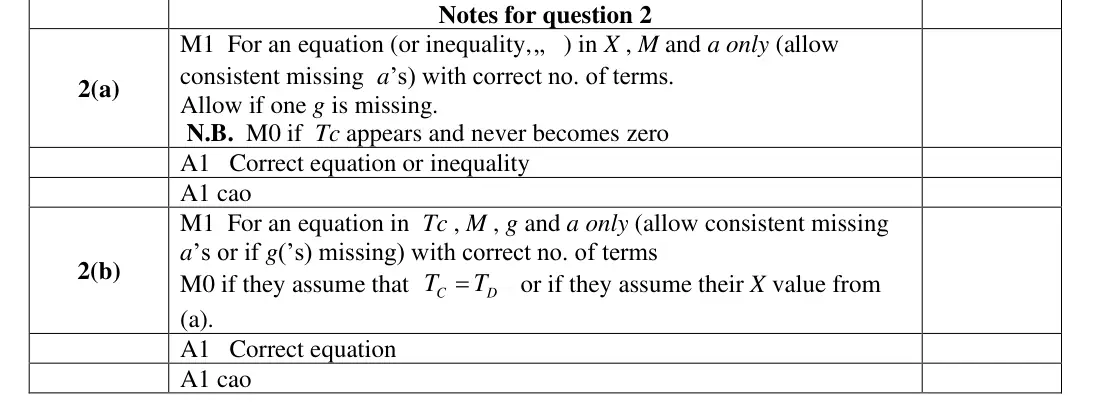 Notes for question 2
2(a)
M1 For an equation (or inequality,,, ) in X , M and a only (allow
consistent missing a’s) with correct no. of terms.
Allow if one g is missing.
N.B. M0 if Tc appears and never becomes zero
A1 Correct equation or inequality
A1 cao
2(b)
M1 For an equation in Tc , M , g and a only (allow consistent missing
a’s or if g(’s) missing) with correct no. of terms
M0 if they assume that T_C = T_D or if they assume their X value from
(a).
A1 Correct equation
A1 cao